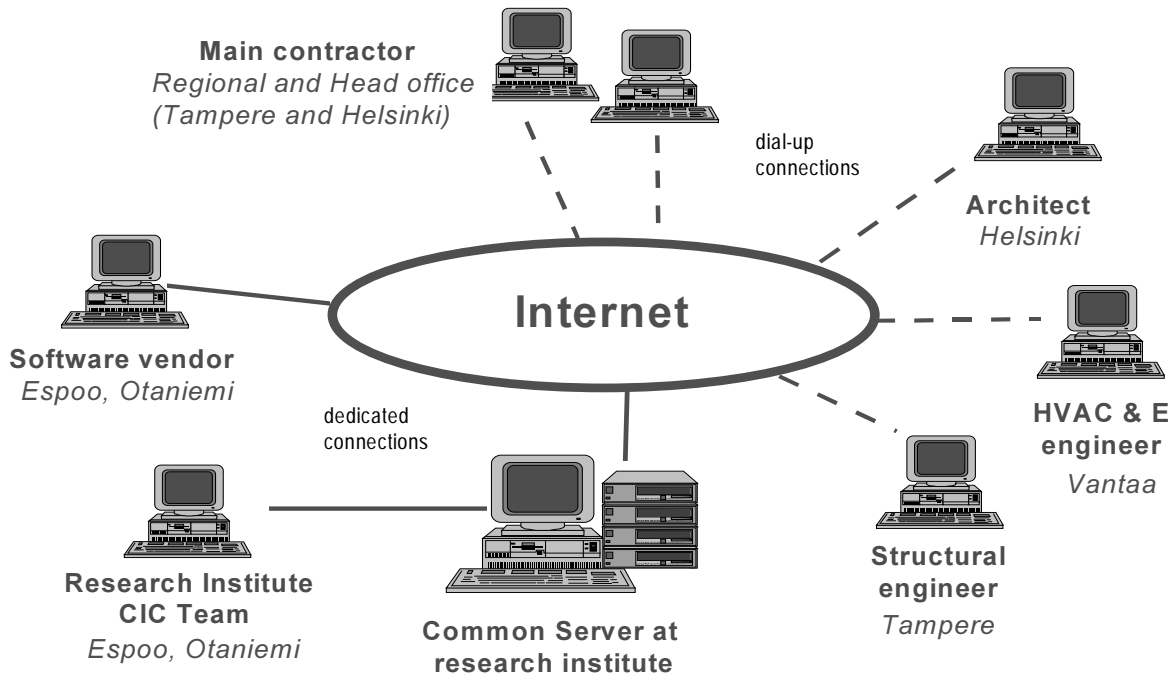 Main contractor
Regional and Head office
(Tampere and Helsinki)
dial-up
connections
Architect
Helsinki
Internet
Software vendor
Espoo, Otaniemi
HVAC & E
engineer
Vantaa
dedicated
connections
Structural
engineer
Tampere
Research Institute
CIC Team
Espoo, Otaniemi
Common Server at
research institute